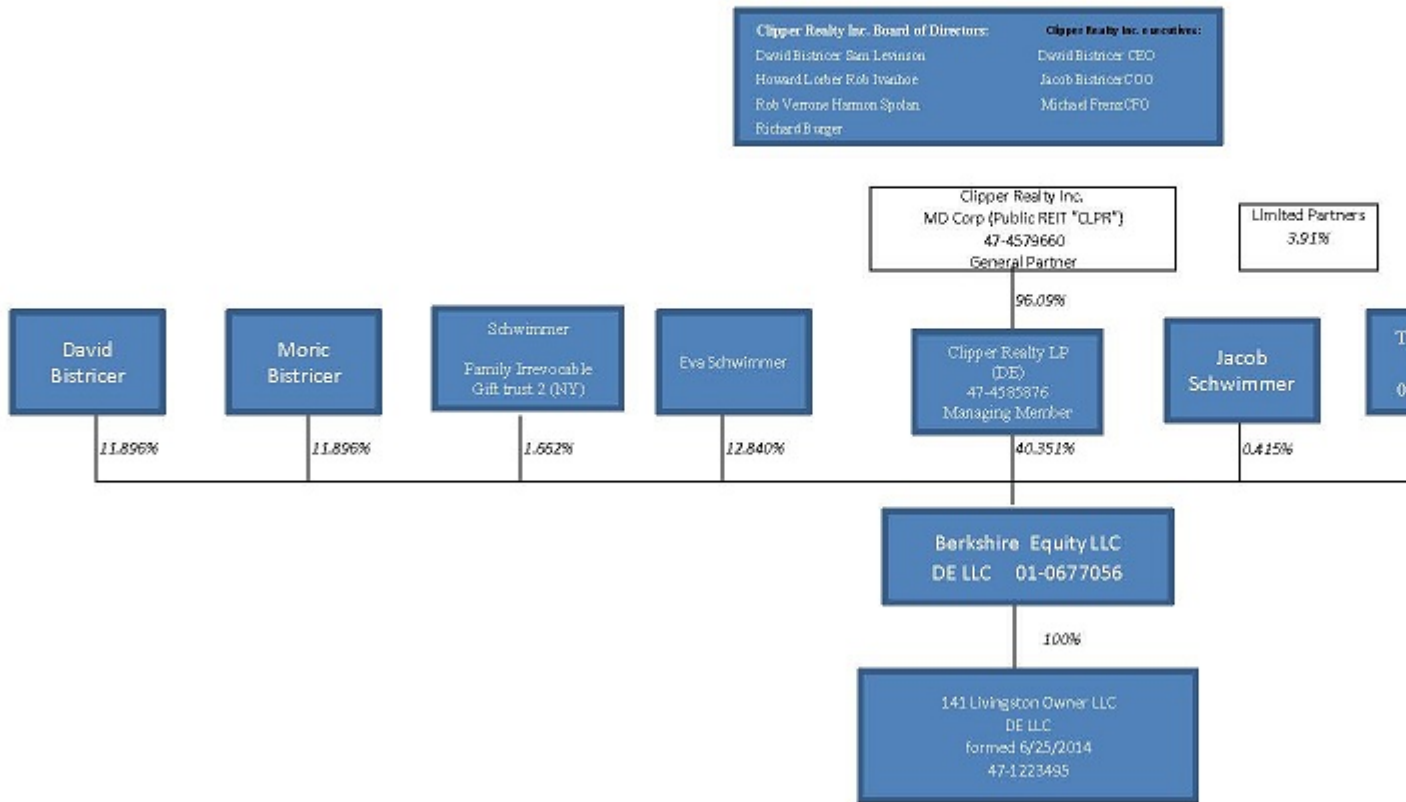 Clipper Realty Inc. Board of Directors:
David Bistricer Sam Levinson
Howard Lorber Rob Ivanhoe
Rob Verrone Harmon Spolan
Richard Burger
Clipper Realty Inc. executives:
David Bistricer CEO
Jacob Bistricer COO
Michael Frenz CFO
Clipper Realty Inc.
MD Corp (Public REIT "CLPR")
47-4579660
General Partner
Limited Partners
3.91%
96.09%
David
Bistricer
Moric
Bistricer
Schwimmer
Family Irrevocable
Gift trust 2 (NY)
Eva Schwimmer
Clipper Realty LP
(DE)
47-4585876
Managing Member
Jacob
Schwimmer
T
0
11.896%
11.896%
1.662%
12.840%
40.351%
0.415%
Berkshire Equity LLC
DE LLC 01-0677056
100%
141 Livingston Owner LLC
DE LLC
formed 6/25/2014
47-1223495